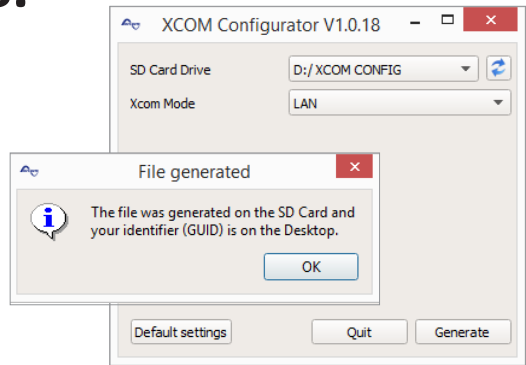 XCOM Configurator V1.0.18
SD Card Drive
D:/ XCOM CONFIG
Xcom Mode
LAN
File generated
The file was generated on the SD Card and
your identifier (GUID) is on the Desktop.
OK
Default settings
Quit
Generate